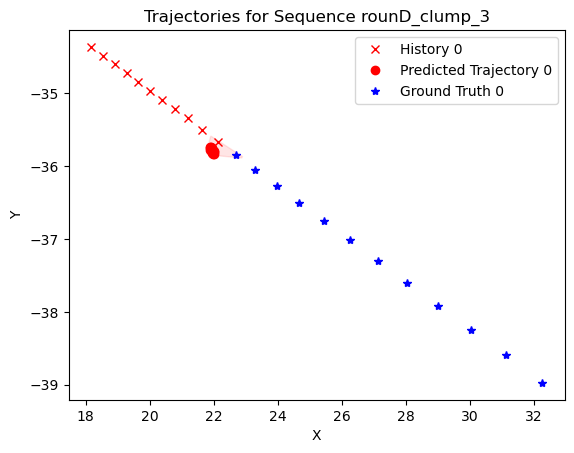 Trajectories for Sequence rounD_clump_3
History 0
Predicted Trajectory 0
Ground Truth 0
Y
−35
−36
−37
−38
−39
18 20 22 24 26 28 30 32
X